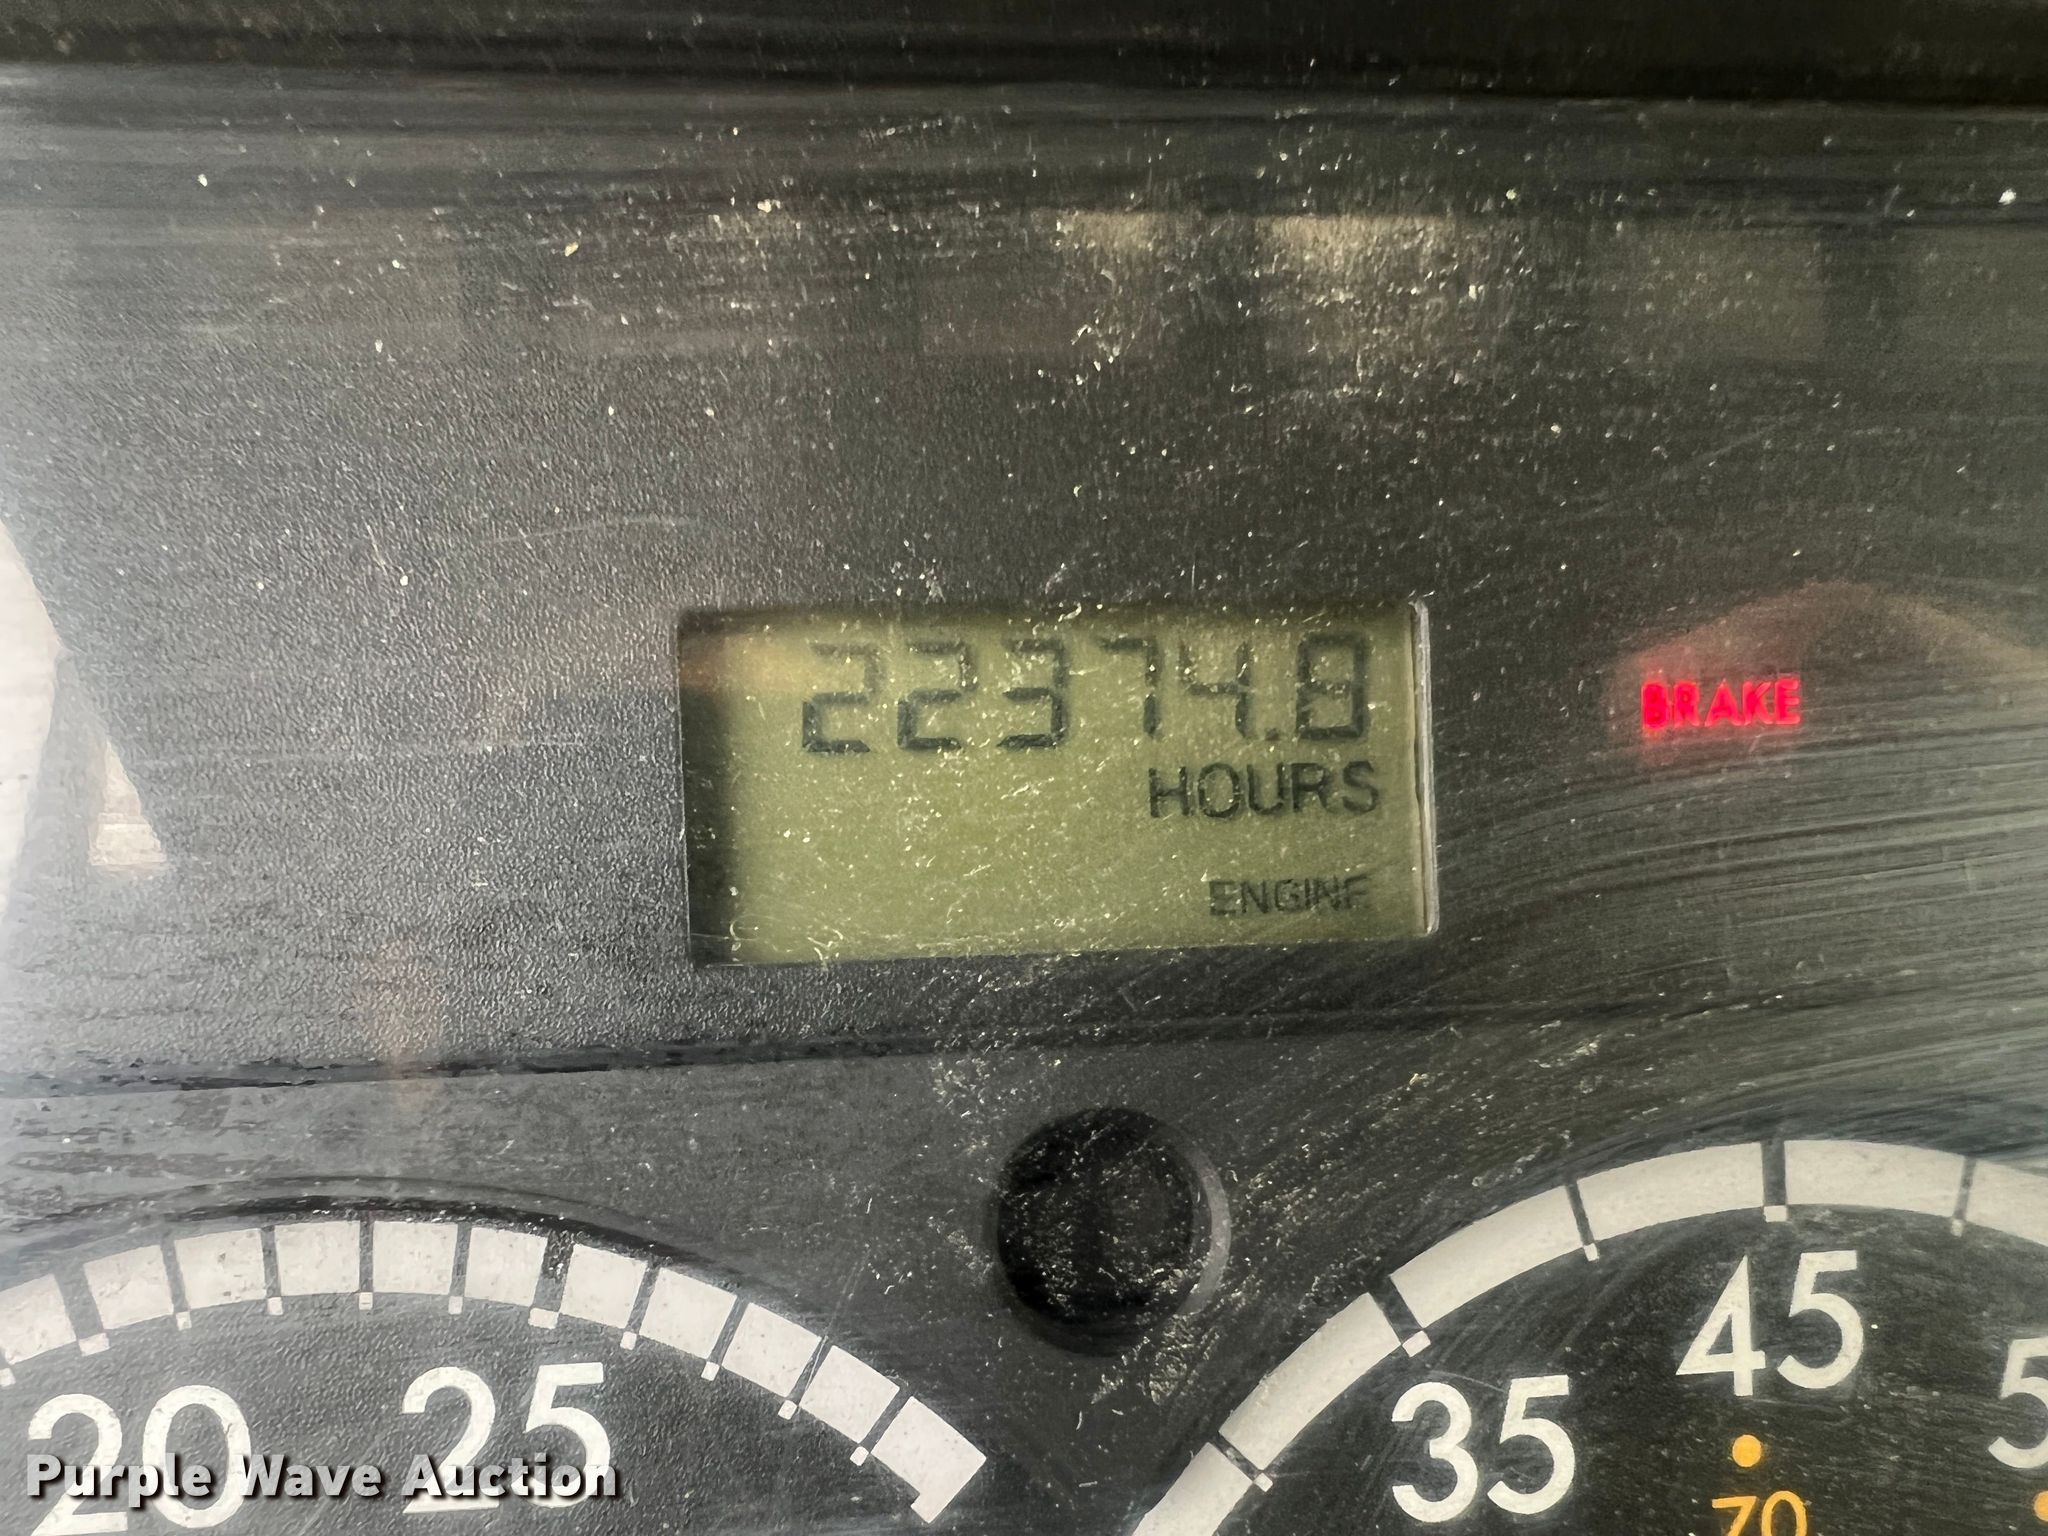 22374.8
HOURS
BRAKE
ENGINE
45
25
35
20
70
Purple Wave Auction